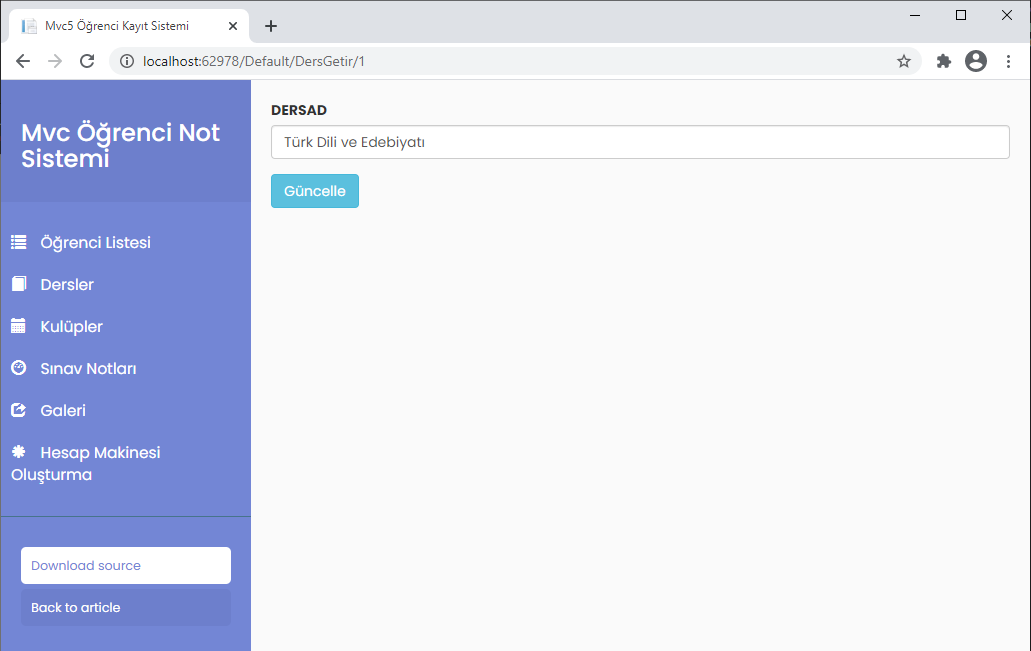 Mvc5 Öğrenci Kayıt Sistemi
localhost:62978/Default/DersGetir/1
Mvc Öğrenci Not
Sistemi
Öğrenci Listesi
Dersler
Kulüpler
Sınav Notları
Galeri
Hesap Makinesi
Oluşturma
Download source
Back to article
DERSAD
Türk Dili ve Edebiyatı
Güncelle